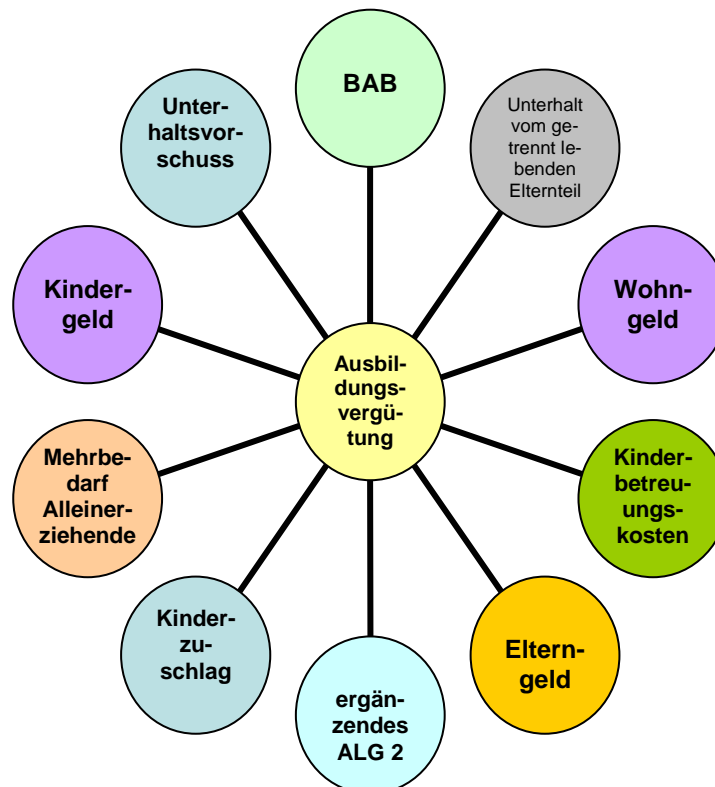 BAB
Unter-
haltsvor-
schuss
Unterhalt
vom ge-
trennt le-
benden
Elternteil
Kinder-
geld
Wohn-
geld
Ausbil-
dungs-
vergü-
tung
Mehrbe-
darf
Alleiner-
ziehende
Kinder-
betreu-
ungs-
kosten
Kinder-
zu-
schlag
Eltern-
geld
ergän-
zendes
ALG 2